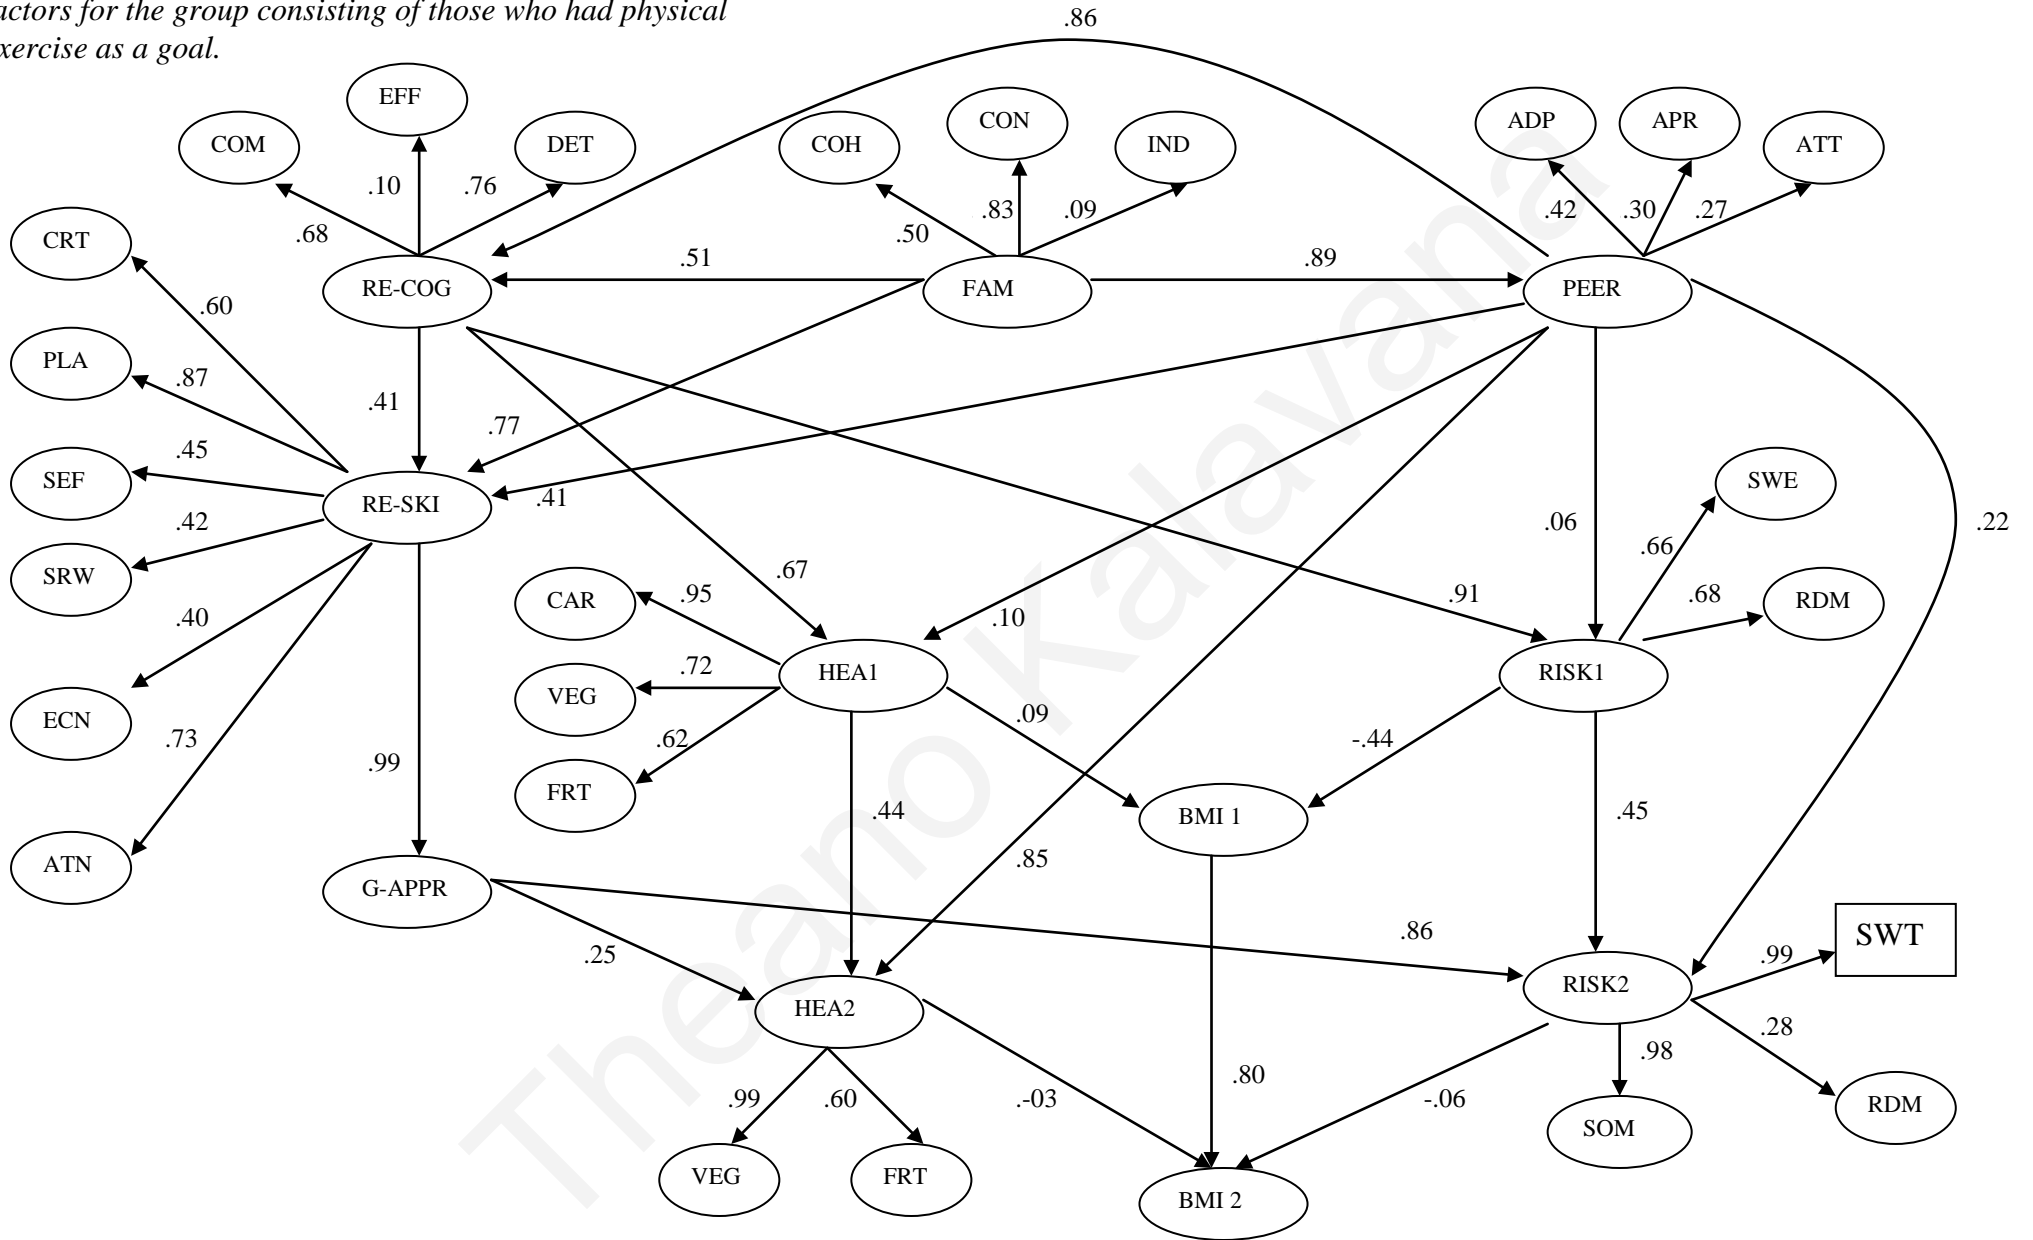 actors for the group consisting of those who had physical
xercise as a goal.
.86
EFF
COM
DET
COH
CON
IND
ADP
APR
ATT
.10
.76
.68
.83
.09
.50
.42
.30
.27
CRT
.60
RE-COG
.51
FAM
.89
PEER
PLA
.87
.41
.77
SEF
.45
RE-SKI
.41
SWE
.06
.22
.66
SRW
.42
.40
CAR
.95
.67
.10
.91
.68
RDM
HEA1
RISK1
VEG
.72
ECN
.73
.99
.62
.09
-.44
FRT
.44
BMI 1
.45
ATN
G-APPR
.85
.86
.25
SWT
.99
HEA2
RISK2
.28
.98
.99
.60
.-03
.80
-.06
RDM
SOM
VEG
FRT
BMI 2
Theano Kalavana